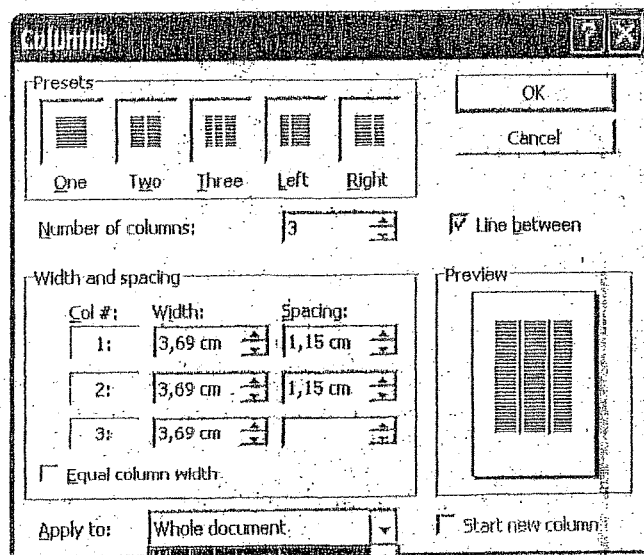 Columns
Presets
OK
Cancel
One Two Three Left Right
Number of columns: 3
Line between
Width and spacing
Preview
Col #: Width: Spacing:
1: 3,69 cm 1,15 cm
2: 3,69 cm 1,15 cm
3: 3,69 cm
Equal column width
Apply to: Whole document
Start new column